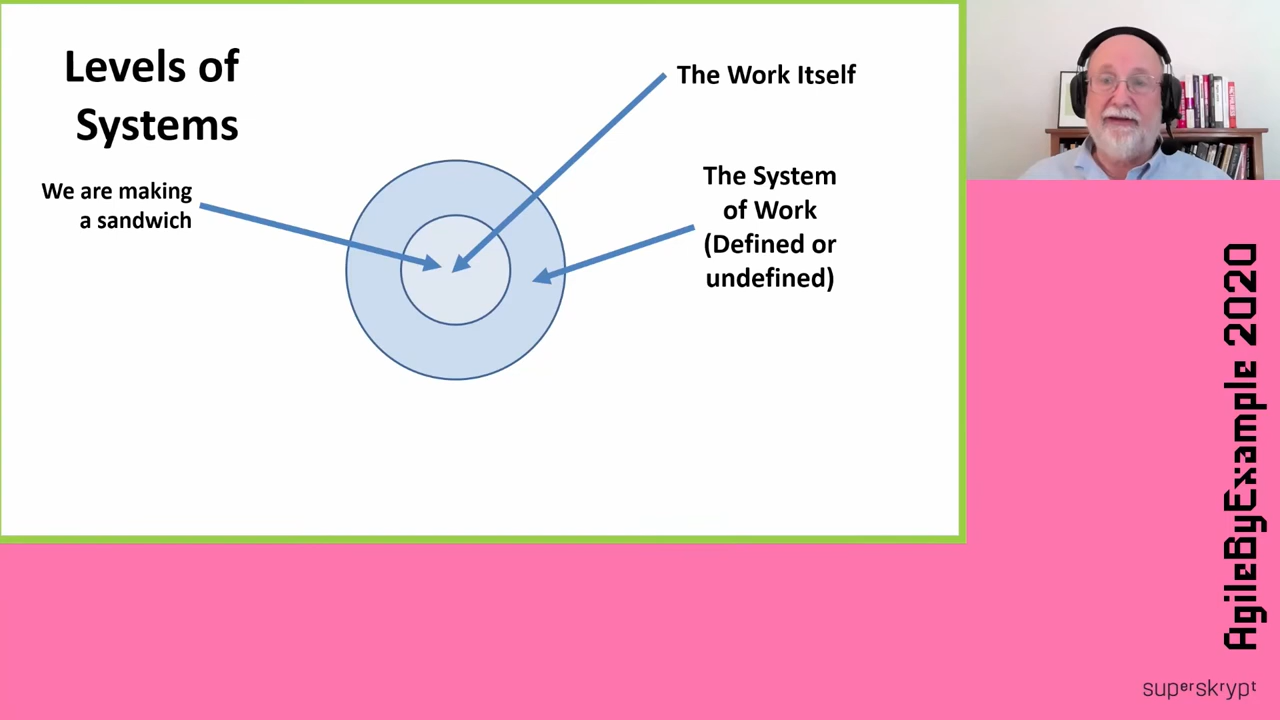 Levels of
Systems
We are making
a sandwich
The Work Itself
The System
of Work
(Defined or
undefined)
AgileByExample 2020
superskrypt